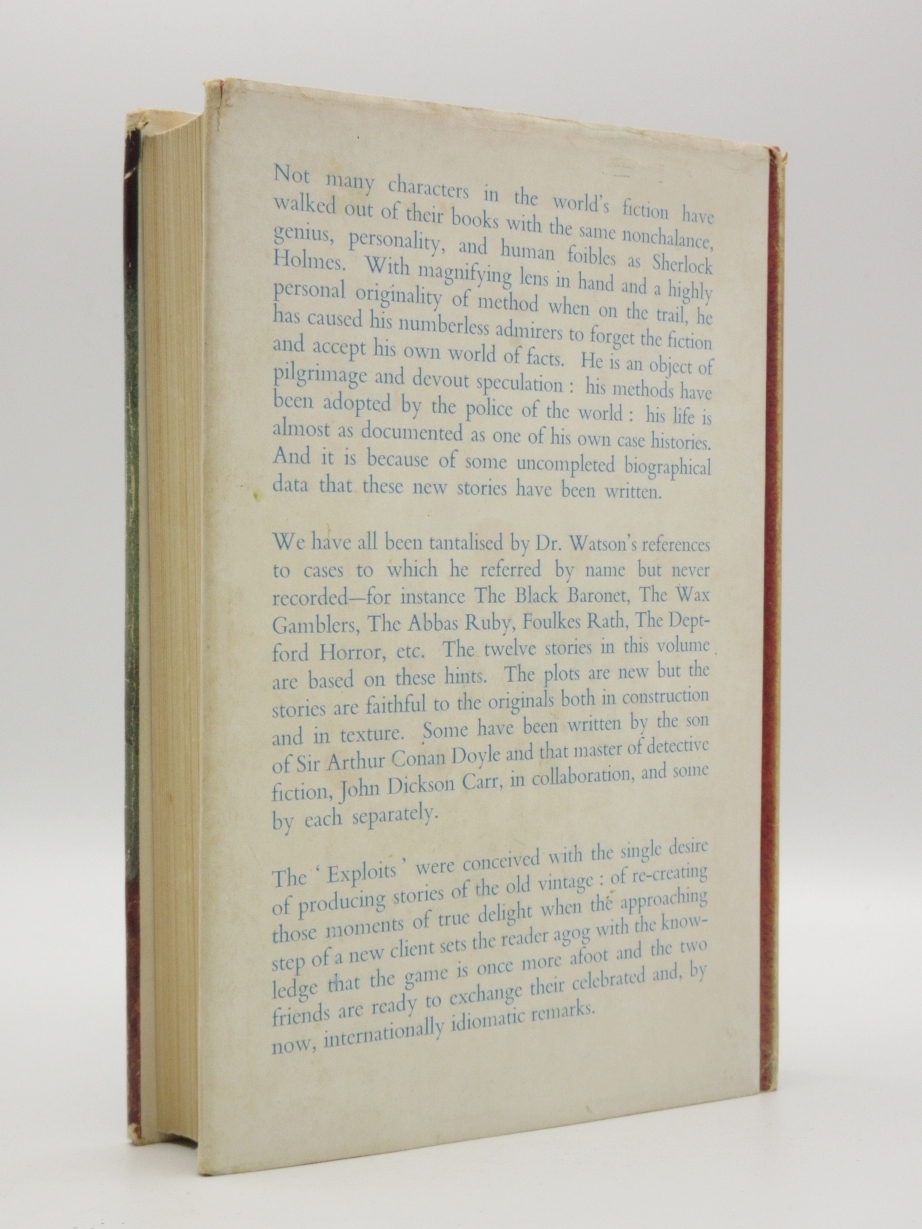 Not many characters in the world's fiction have
walked out of their books with the same nonchalance,
genius, personality, and human foibles as Sherlock
Holmes. With magnifying lens in hand and a highly
personal originality of method when on the trail, he
has caused his numberless admirers to forget the fiction
and accept his own world of facts. He is an object of
pilgrimage and devout speculation : his methods have
been adopted by the police of the world : his life is
almost as documented as one of his own case histories.
And it is because of some uncompleted biographical
data that these new stories have been written.
We have all been tantalised by Dr. Watson's references
to cases to which he referred by name but never
recorded—for instance The Black Baronet, The Wax
Gamblers, The Abbas Ruby, Foulkes Rath, The Dept-
ford Horror, etc. The twelve stories in this volume
are based on these hints. The plots are new but the
stories are faithful to the originals both in construction
and in texture. Some have been written by the son
of Sir Arthur Conan Doyle and that master of detective
fiction, John Dickson Carr, in collaboration, and some
by each separately.
The ‘ Exploits ’ were conceived with the single desire
of producing stories of the old vintage : of re-creating
those moments of true delight when the approaching
step of a new client sets the reader agog with the know-
ledge that the game is once more afoot and the two
friends are ready to exchange their celebrated and, by
now, internationally idiomatic remarks.